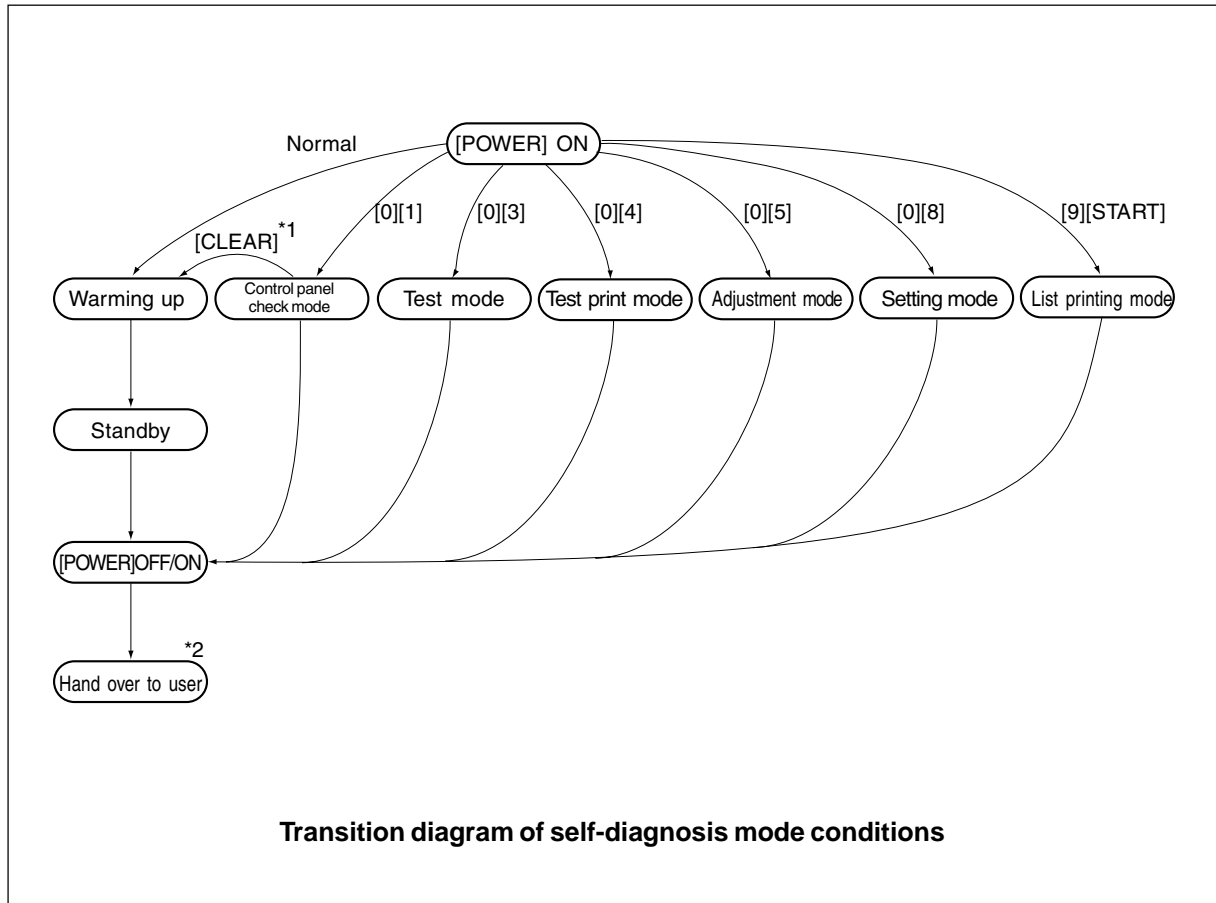 Normal
[POWER] ON
[0][1]
[0][3]
[0][4]
[0][5]
[0][8]
[9][START]
[CLEAR]*1
Warming up
Control panel
check mode
Test mode
Test print mode
Adjustment mode
Setting mode
List printing mode
Standby
[POWER]OFF/ON
*2
Hand over to user
Transition diagram of self-diagnosis mode conditions